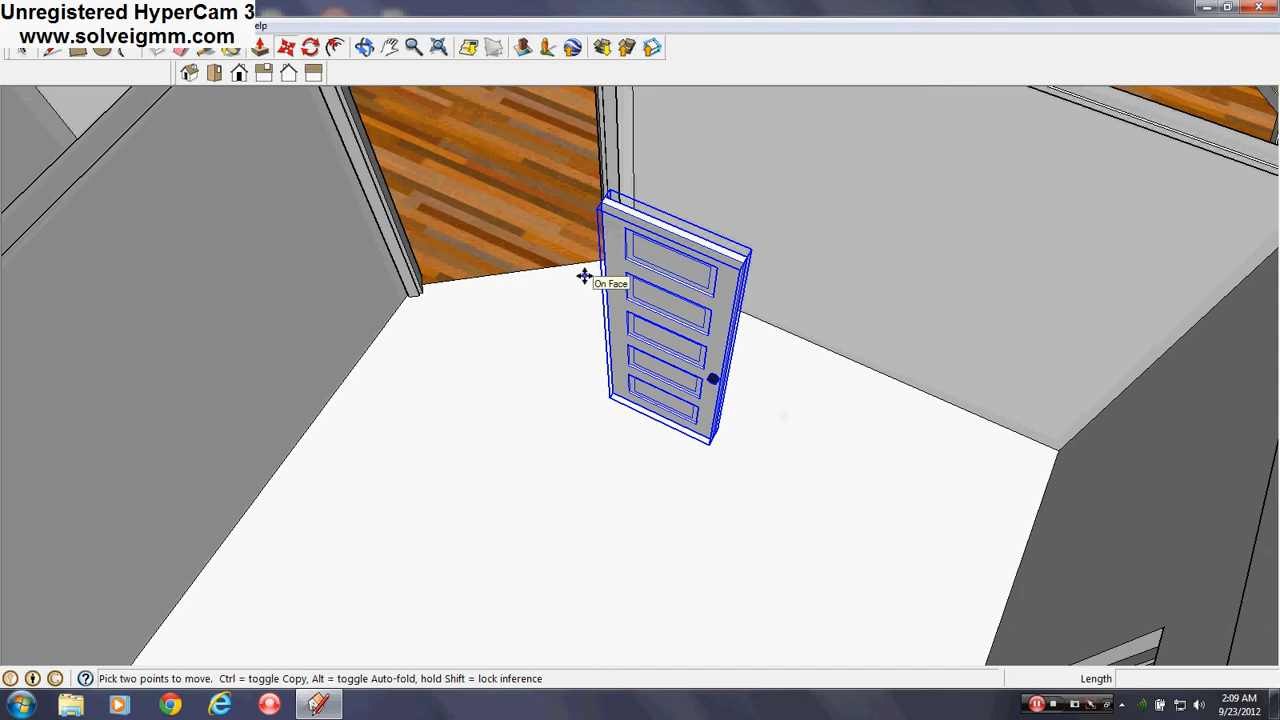 Unregistered HyperCam 3
www.solveigmm.com
elp
On Face
Pick two points to move.  Ctrl = toggle Copy, Alt = toggle Auto-fold, hold Shift = lock inference
Length
2:09 AM
9/23/2012